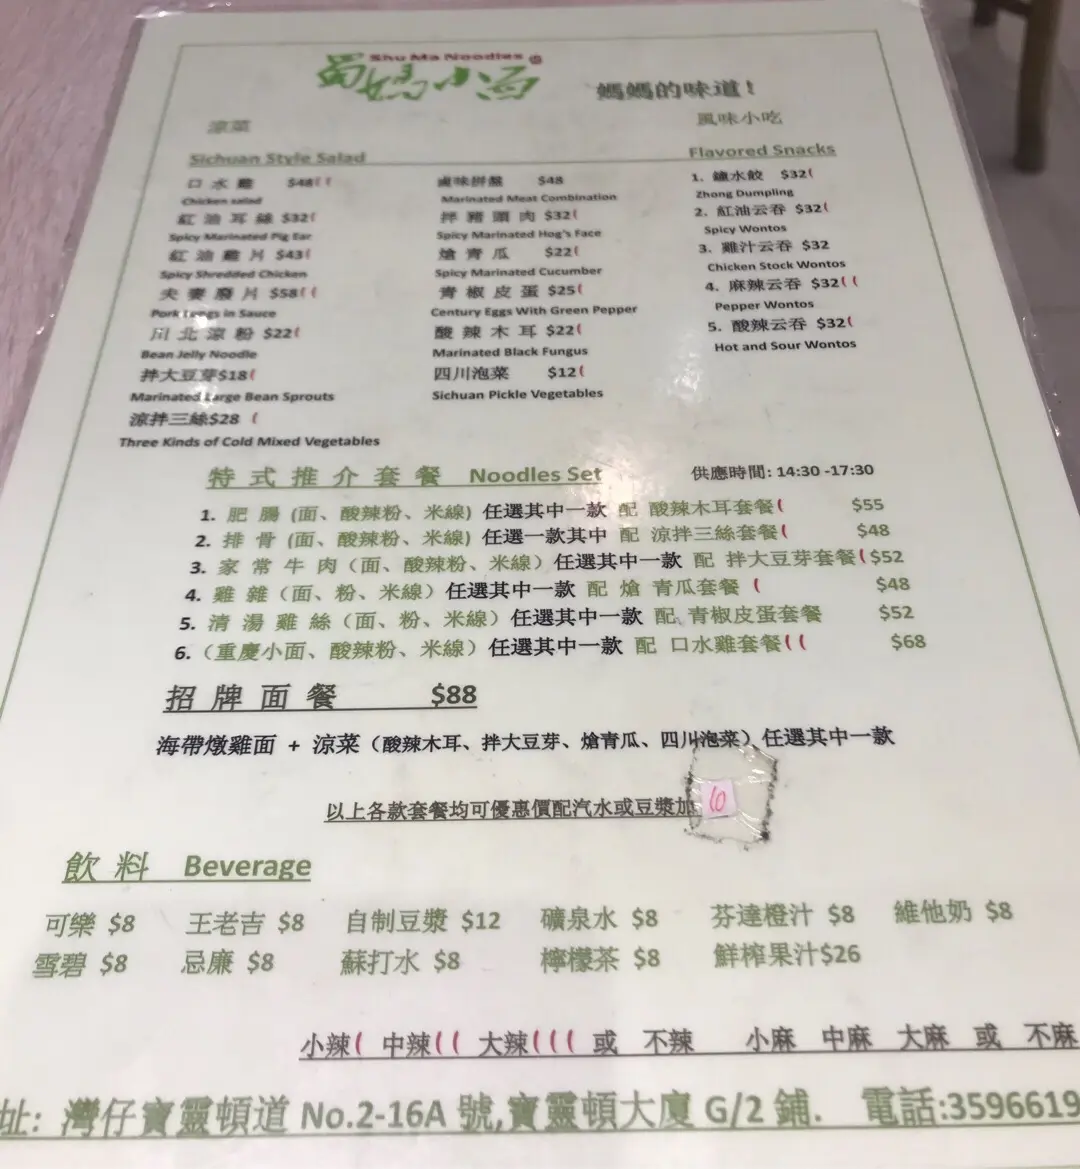 Shu Ma Noodles
蜀媽小面 媽媽的味道!
涼菜 風味小吃
Sichuan Style Salad Flavored Snacks
口水雞 $48(( 鹵味拼盤 $48 1. 鐘水餃 $32(
Chicken salad Marinated Meat Combination Zhong Dumpling
紅油耳絲 $32( 拌豬頭肉 $32( 2. 紅油云吞 $32(
Spicy Marinated Pig Ear Spicy Marinated Hog's Face Spicy Wontos
紅油雞片 $43( 熗青瓜 $22( 3. 雞汁云吞 $32
Spicy Shredded Chicken Spicy Marinated Cucumber Chicken Stock Wontos
夫妻廢片 $58(( 青椒皮蛋 $25( 4. 麻辣云吞 $32((
Pork Lungs in Sauce Century Eggs With Green Pepper Pepper Wontos
川北涼粉 $22( 酸辣木耳 $22( 5. 酸辣云吞 $32(
Bean Jelly Noodle Marinated Black Fungus Hot and Sour Wontos
拌大豆芽$18( 四川泡菜 $12(
Marinated Large Bean Sprouts Sichuan Pickle Vegetables
涼拌三絲$28 (
Three Kinds of Cold Mixed Vegetables
特式推介套餐 Noodles Set 供應時間: 14:30 -17:30
1. 肥腸 (面、酸辣粉、米線) 任選其中一款 配 酸辣木耳套餐( $55
2. 排骨 (面、酸辣粉、米線) 任選一款其中 配 涼拌三絲套餐( $48
3. 家常牛肉（面、酸辣粉、米線）任選其中一款 配 拌大豆芽套餐( $52
4. 雞雜（面、粉、米線）任選其中一款 配 熗 青瓜套餐 ( $48
5. 清湯雞絲（面、粉、米線）任選其中一款 配、青椒皮蛋套餐 $52
6.（重慶小面、酸辣粉、米線）任選其中一款 配 口水雞套餐(( $68
招牌面餐 $88
海帶燉雞面 + 涼菜（酸辣木耳、拌大豆芽、熗青瓜、四川泡菜）任選其中一款
以上各款套餐均可優惠價配汽水或豆漿加 10
飲料 Beverage
可樂 $8 王老吉 $8 自制豆漿 $12 礦泉水 $8 芬達橙汁 $8 維他奶 $8
雪碧 $8 忌廉 $8 蘇打水 $8 檸檬茶 $8 鮮榨果汁$26
小辣( 中辣(( 大辣((( 或 不辣 小麻 中麻 大麻 或 不麻
址: 灣仔寶靈頓道 No.2-16A 號,寶靈頓大廈 G/2 鋪. 電話:3596619